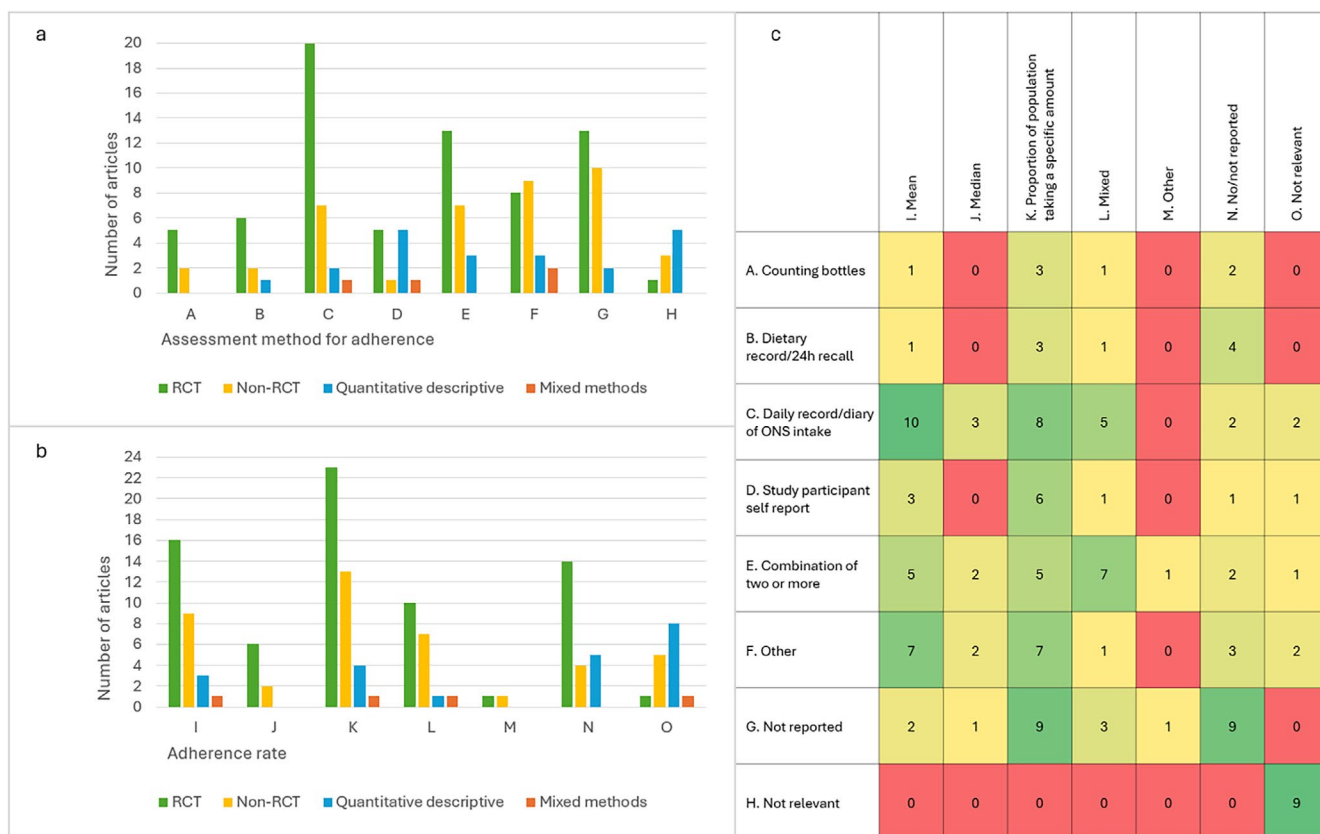 a
20
18
16
14
12
10
8
6
4
2
0
Number of articles
A B C D E F G H
Assessment method for adherence
RCT Non-RCT Quantitative descriptive Mixed methods
b
24
22
20
18
16
14
12
10
8
6
4
2
0
Number of articles
I J K L M N O
Adherence rate
RCT Non-RCT Quantitative descriptive Mixed methods
c
I. Mean
J. Median
K. Proportion of population
taking a specific amount
L. Mixed
M. Other
N. No/not reported
O. Not relevant
A. Counting bottles
1 0 3 1 0 2 0
B. Dietary
record/24h recall
1 0 3 1 0 4 0
C. Daily record/diary
of ONS intake
10 3 8 5 0 2 2
D. Study participant
self report
3 0 6 1 0 1 1
E. Combination of
two or more
5 2 5 7 1 2 1
F. Other
7 2 7 1 0 3 2
G. Not reported
2 1 9 3 1 9 0
H. Not relevant
0 0 0 0 0 0 9